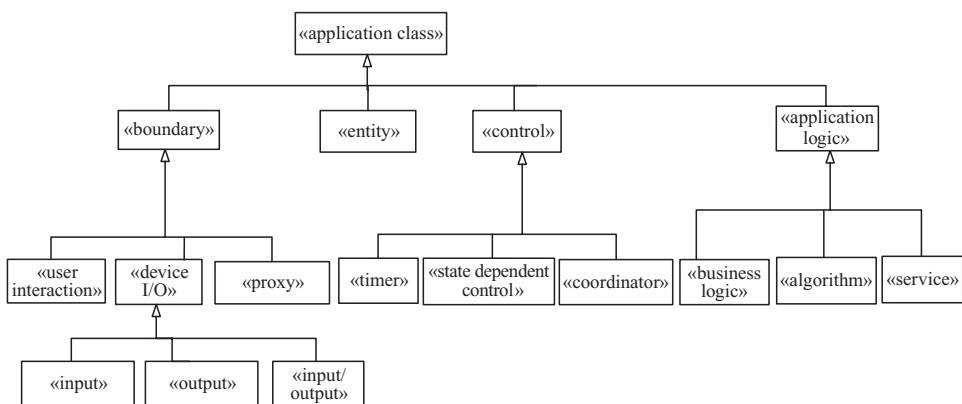 «application class»
«boundary»
«entity»
«control»
«application
logic»
«user
interaction»
«device
I/O»
«proxy»
«timer»
«state dependent
control»
«coordinator»
«business
logic»
«algorithm»
«service»
«input»
«output»
«input/
output»